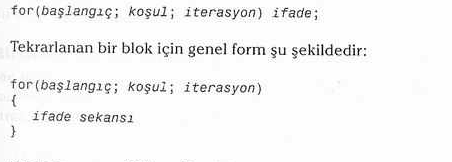 for(başlangıç; koşul; iterasyon) ifade;
Tekrarlanan bir blok için genel form şu şekildedir:
for(başlangıç; koşul; iterasyon)
{
ifade sekansı
}